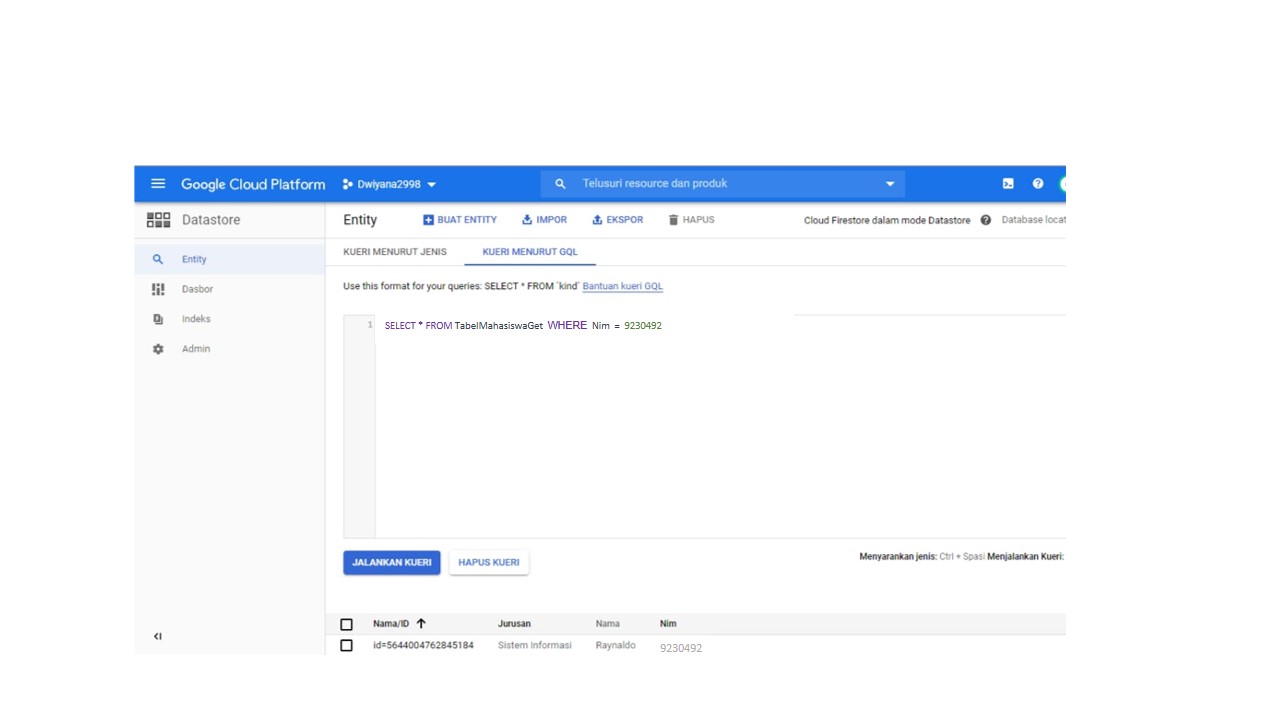 Google Cloud Platform Dwiyana2998 Telusuri resource dan produk
Datastore
Entity
Dasbor
Indeks
Admin
Entity BUAT ENTITY IMPOR EKSPOR HAPUS Cloud Firestore dalam mode Datastore Database locat
KUERI MENURUT JENIS KUERI MENURUT GQL
Use this format for your queries: SELECT * FROM `kind` Bantuan kueri GQL
1 SELECT * FROM TabelMahasiswaGet WHERE Nim = 9230492
JALANKAN KUERI HAPUS KUERI Menyarankan jenis: Ctrl + Spasi Menjalankan Kueri:
Nama/ID Jurusan Nama Nim
id=5644004762845184 Sistem Informasi Raynaldo 9230492